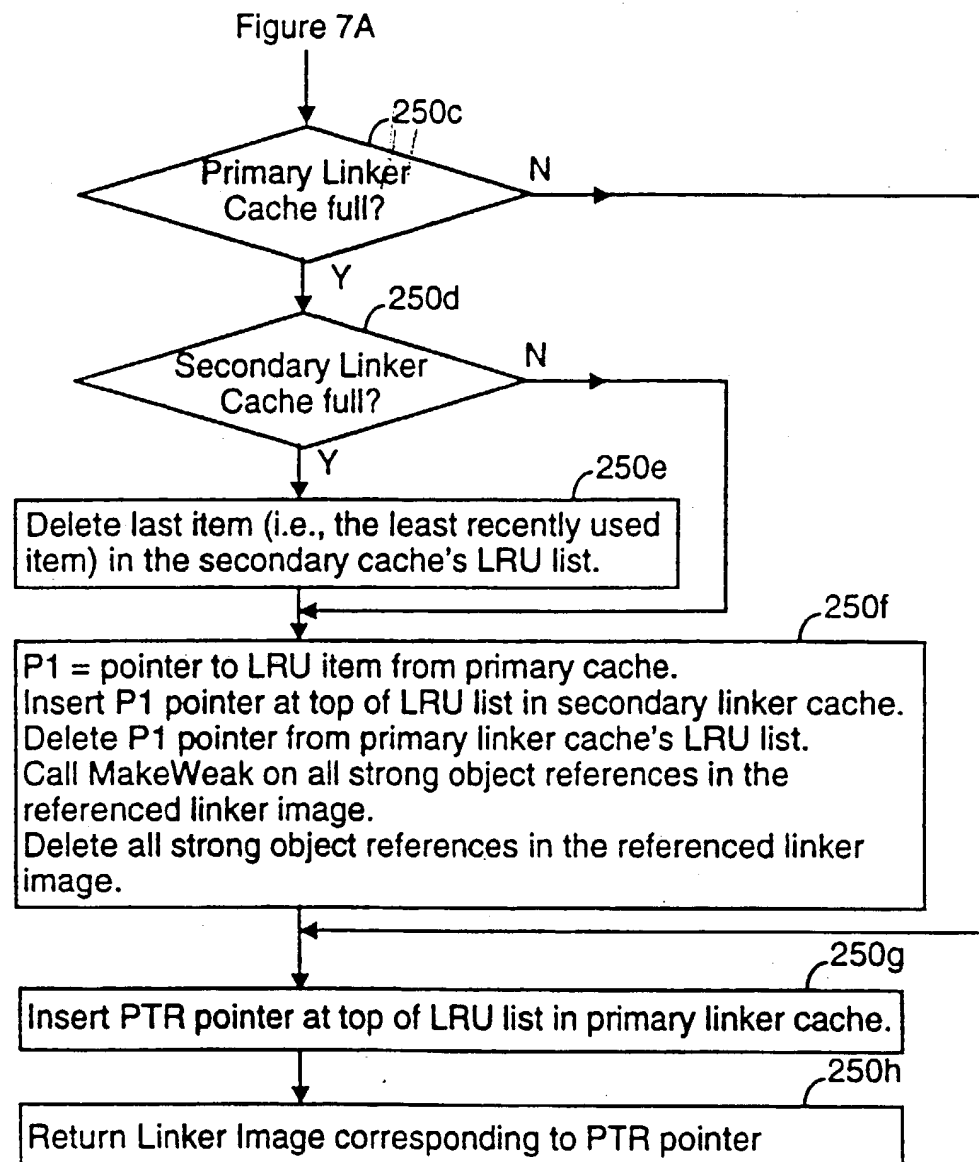 Figure 7A
250c
Primary Linker
Cache full?
N
Y
250d
Secondary Linker
Cache full?
N
Y
250e
Delete last item (i.e., the least recently used
item) in the secondary cache's LRU list.
250f
P1 = pointer to LRU item from primary cache.
Insert P1 pointer at top of LRU list in secondary linker cache.
Delete P1 pointer from primary linker cache's LRU list.
Call MakeWeak on all strong object references in the
referenced linker image.
Delete all strong object references in the referenced linker
image.
250g
Insert PTR pointer at top of LRU list in primary linker cache.
250h
Return Linker Image corresponding to PTR pointer